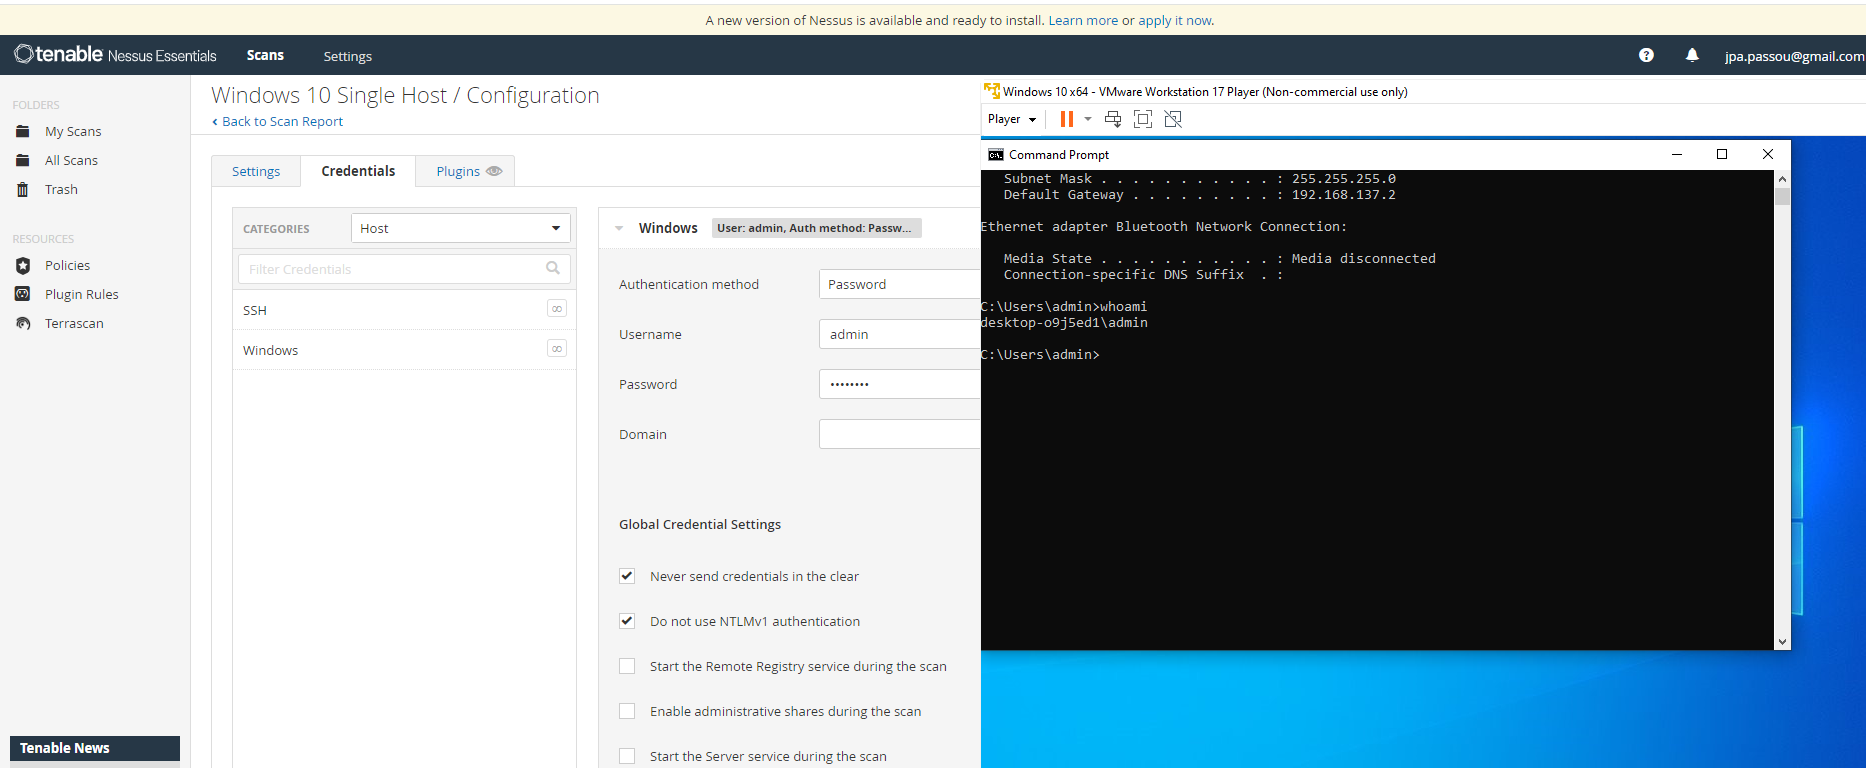 A new version of Nessus is available and ready to install. Learn more or apply it now.
tenable Nessus Essentials
Scans
Settings
?
jpa.passou@gmail.com
FOLDERS
My Scans
All Scans
Trash
RESOURCES
Policies
Plugin Rules
Terrascan
Tenable News
Windows 10 Single Host / Configuration
‹ Back to Scan Report
Settings
Credentials
Plugins
CATEGORIES
Host
Filter Credentials
SSH ∞
Windows ∞
Windows User: admin, Auth method: Passw...
Authentication method Password
Username admin
Password ••••••••
Domain
Global Credential Settings
Never send credentials in the clear
Do not use NTLMv1 authentication
Start the Remote Registry service during the scan
Enable administrative shares during the scan
Start the Server service during the scan
Windows 10 x64 - VMware Workstation 17 Player (Non-commercial use only)
Player
C:\. Command Prompt
Subnet Mask . . . . . . . . . . . : 255.255.255.0
Default Gateway . . . . . . . . . : 192.168.137.2
Ethernet adapter Bluetooth Network Connection:
Media State . . . . . . . . . . . : Media disconnected
Connection-specific DNS Suffix  . :
C:\Users\admin>whoami
desktop-o9j5ed1\admin
C:\Users\admin>